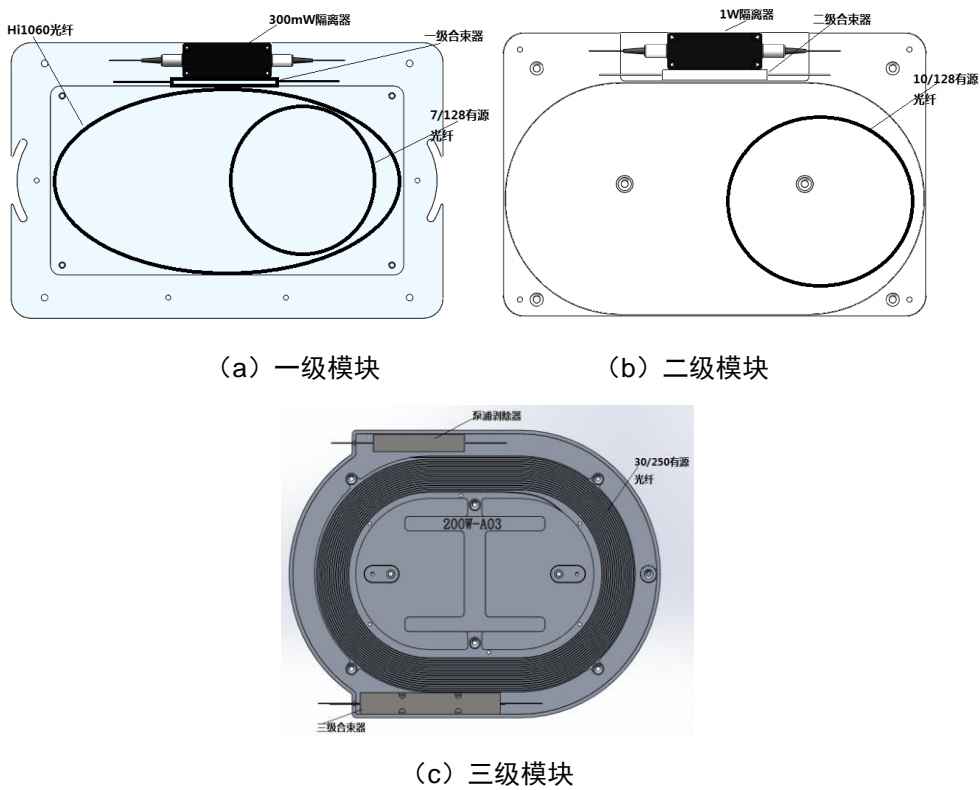 300mW隔离器
Hi1060光纤
一级合束器
7/128有源
光纤
1W隔离器
二级合束器
10/128有源
光纤
（a）一级模块
（b）二级模块
泵浦剥除器
30/250有源
光纤
200W-A03
三级合束器
（c）三级模块